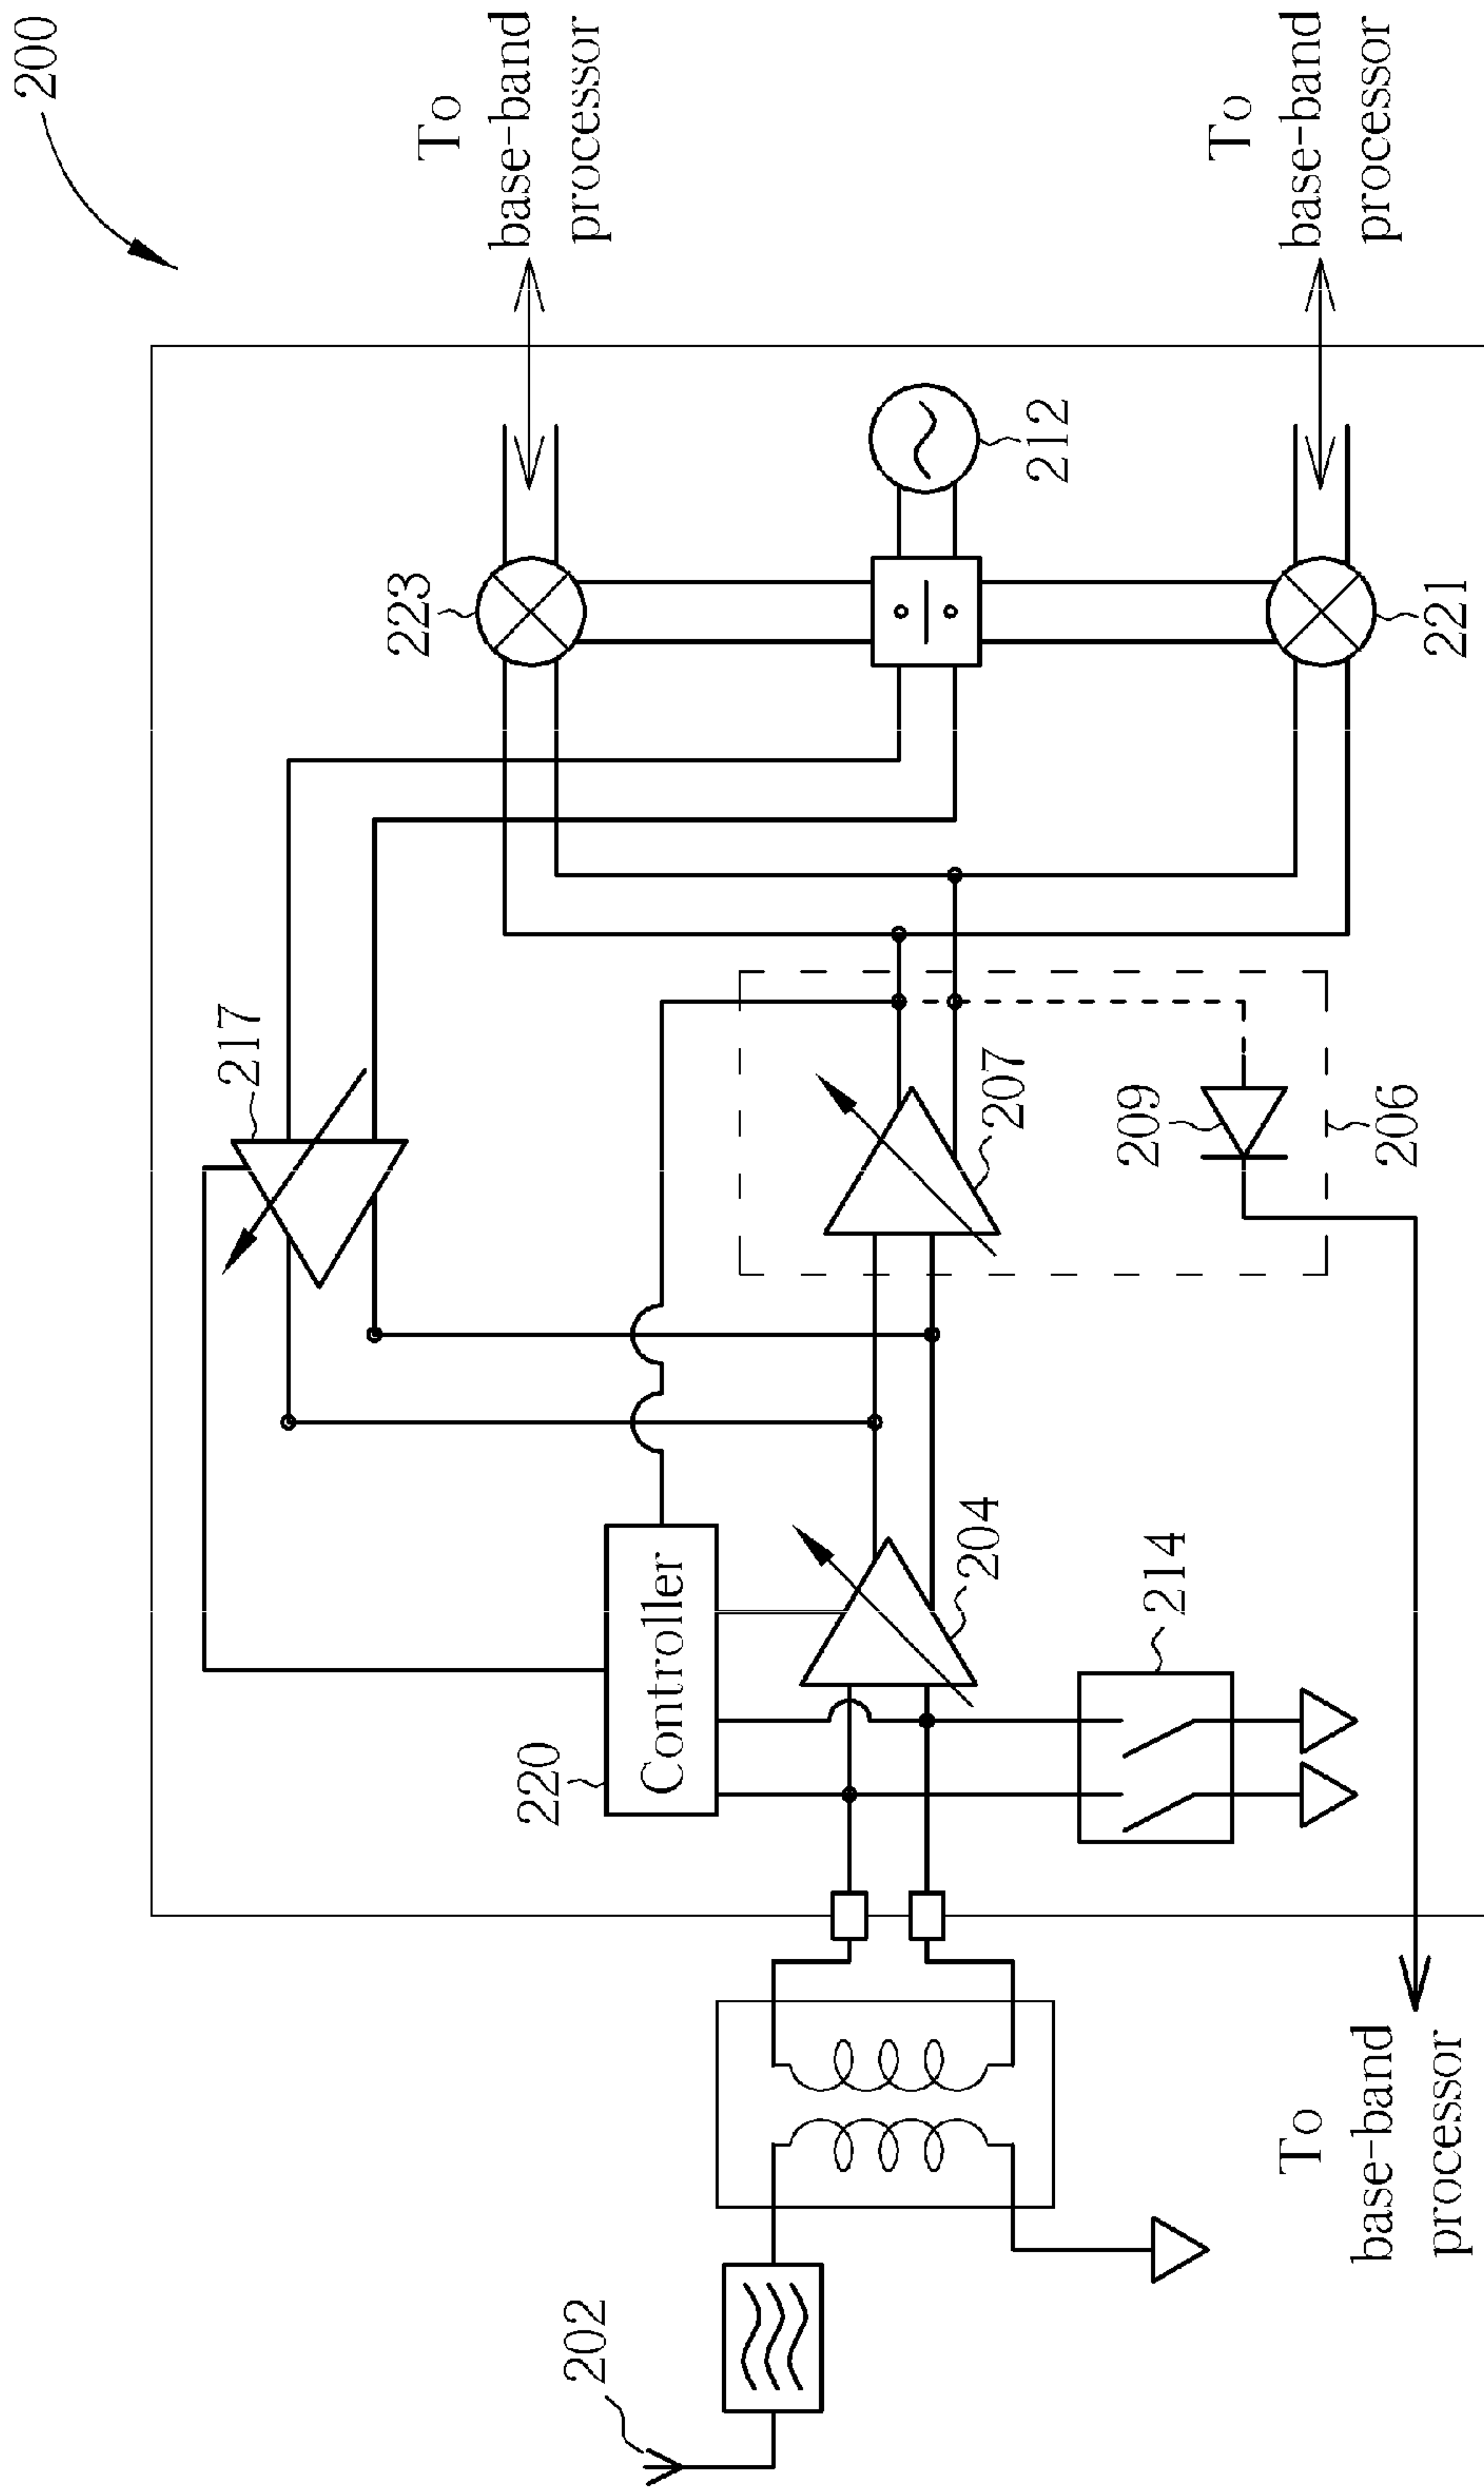 200
To
base-band
processor
To
base-band
processor
223
212
221
217
207
209
206
220
Controller
204
214
202
To
base-band
processor